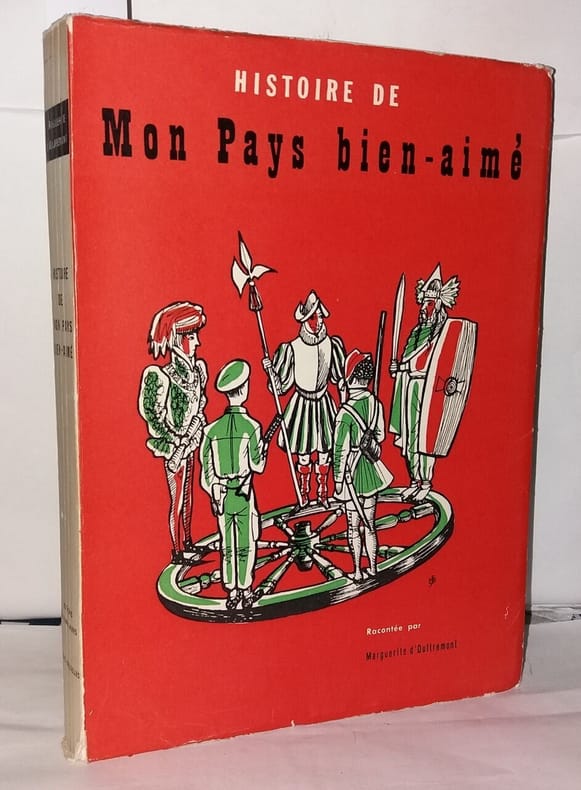 HISTOIRE DE
Mon Pays bien-aimé
Racontée par
Marguerite d'Oultremont
HISTOIRE
DE
MON PAYS
BIEN-AIMÉ